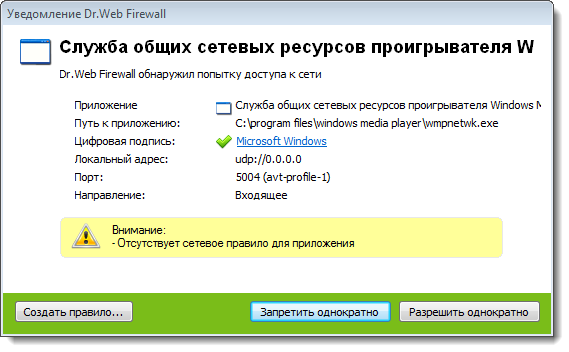 Уведомление Dr.Web Firewall
Служба общих сетевых ресурсов проигрывателя W
Dr.Web Firewall обнаружил попытку доступа к сети
Приложение Служба общих сетевых ресурсов проигрывателя Windows M
Путь к приложению: C:\program files\windows media player\wmpnetwk.exe
Цифровая подпись: Microsoft Windows
Локальный адрес: udp://0.0.0.0
Порт: 5004 (avt-profile-1)
Направление: Входящее
Внимание:
- Отсутствует сетевое правило для приложения
Создать правило... Запретить однократно Разрешить однократно